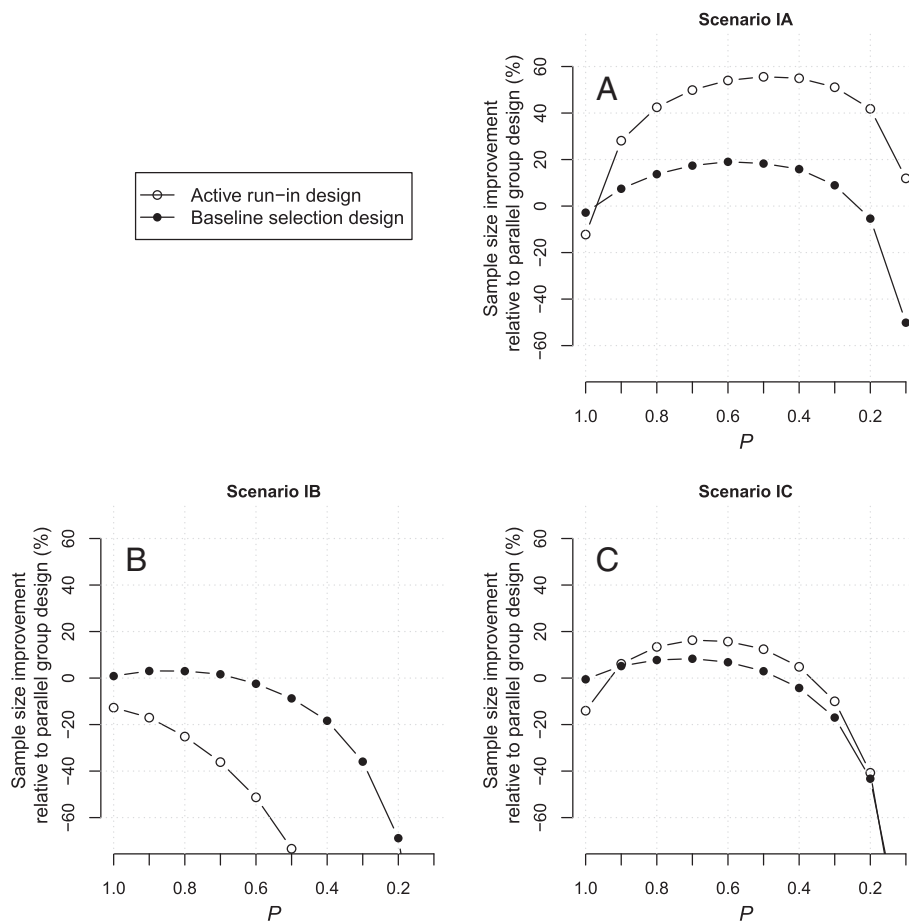 Scenario IA
Sample size improvement
relative to parallel group design (%)
60
40
20
0
−20
−40
−60
A
1.0
0.8
0.6
0.4
0.2
P
Active run−in design
Baseline selection design
Scenario IB
Sample size improvement
relative to parallel group design (%)
60
40
20
0
−20
−40
−60
B
1.0
0.8
0.6
0.4
0.2
P
Scenario IC
Sample size improvement
relative to parallel group design (%)
60
40
20
0
−20
−40
−60
C
1.0
0.8
0.6
0.4
0.2
P